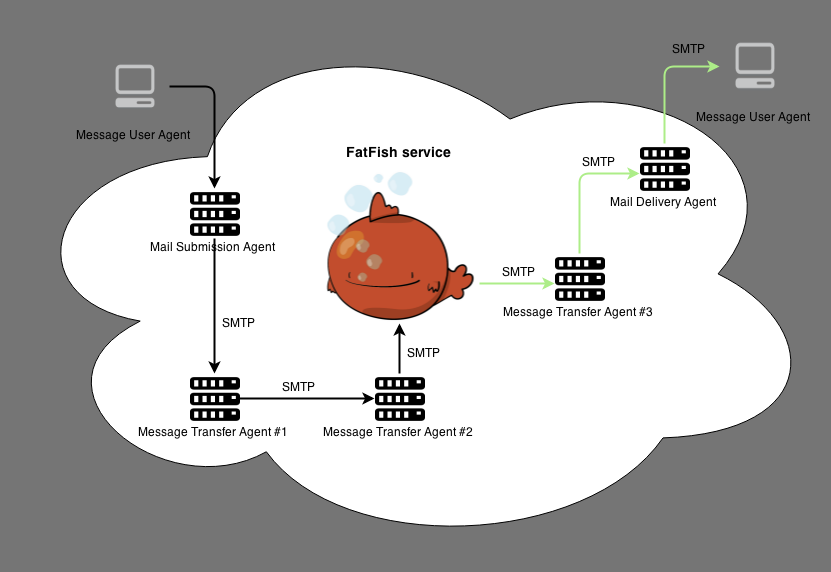 SMTP
Message User Agent
Message User Agent
FatFish service
SMTP
Mail Delivery Agent
Mail Submission Agent
SMTP
Message Transfer Agent #3
SMTP
SMTP
SMTP
Message Transfer Agent #1
Message Transfer Agent #2